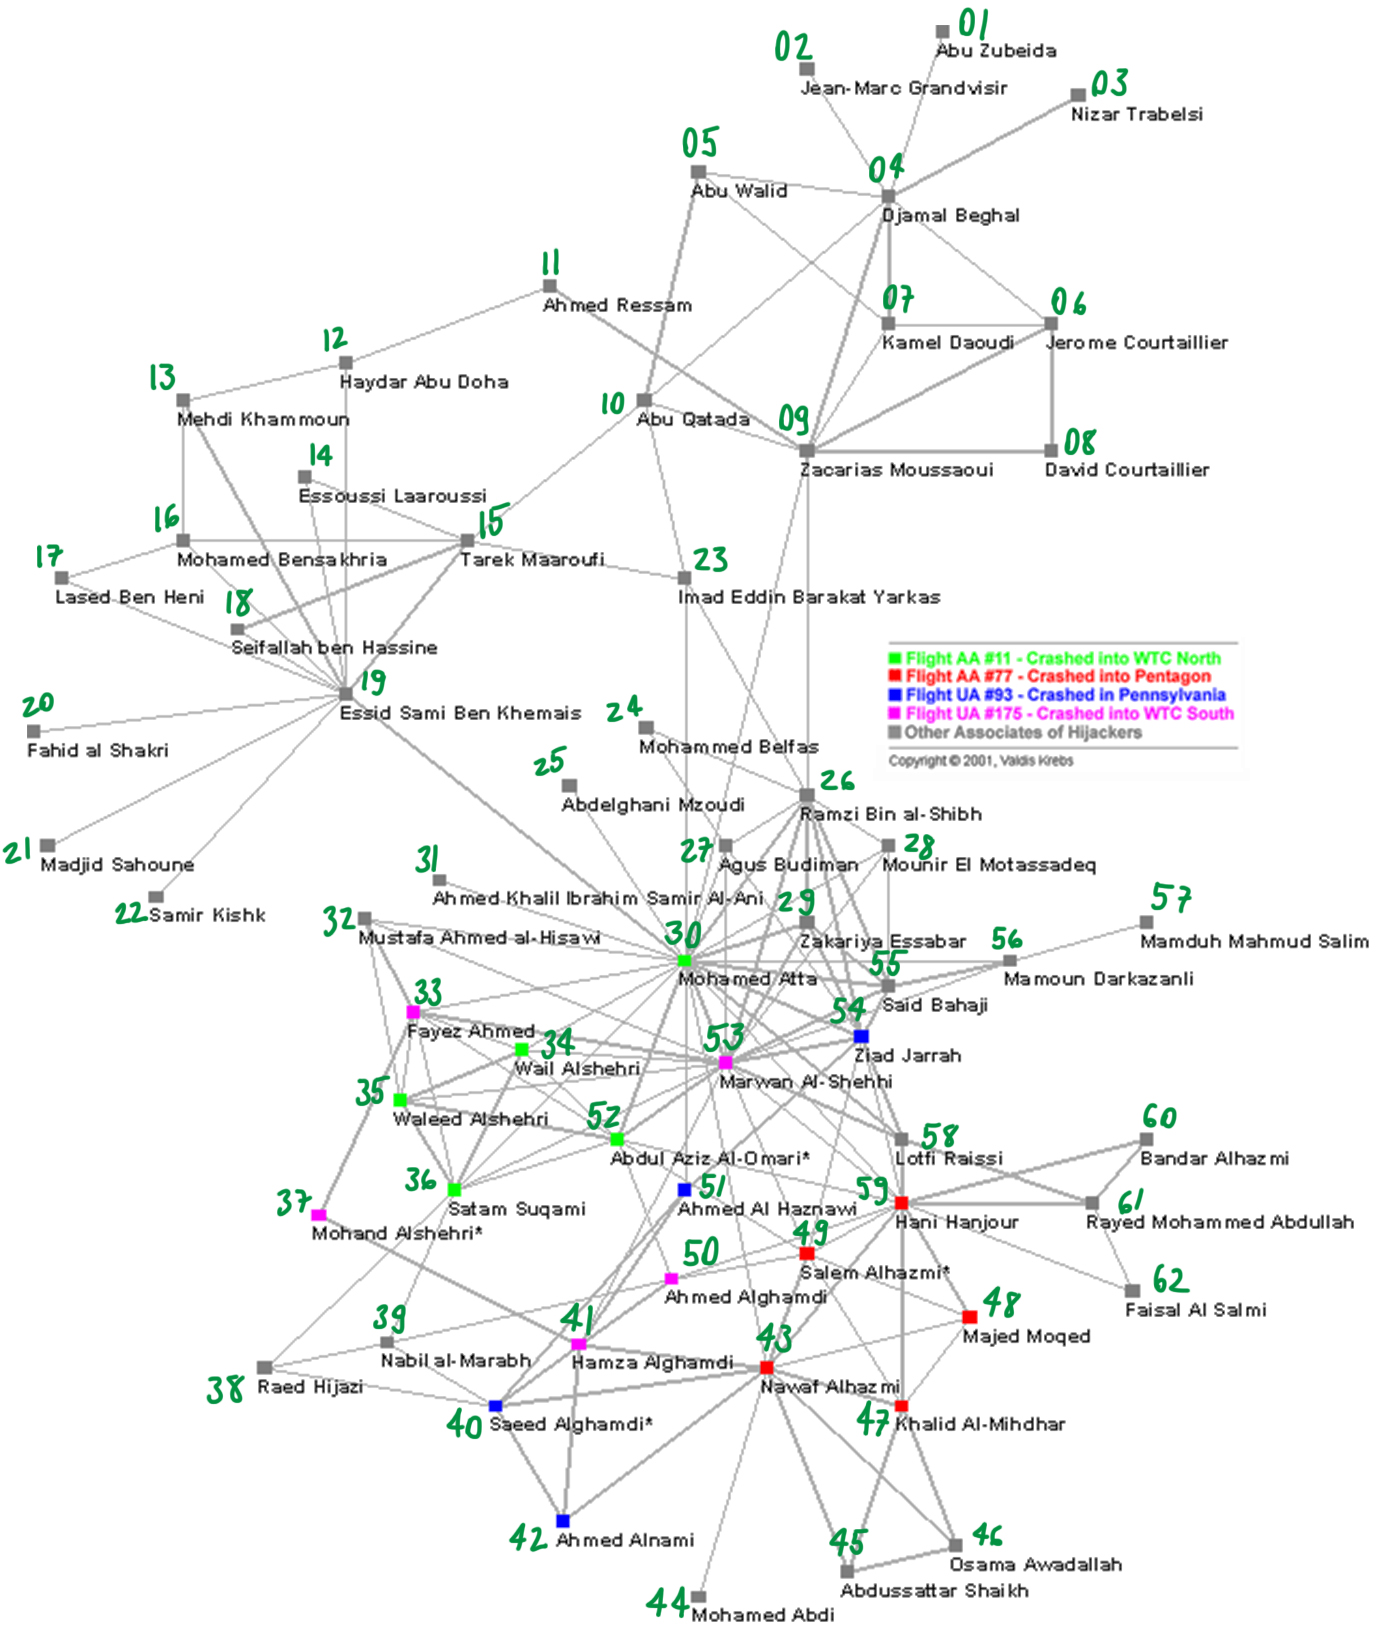 01
Abu Zubeida
02
Jean-Marc Grandvisir
03
Nizar Trabelsi
04
Djamal Beghal
05
Abu Walid
06
Jerome Courtaillier
07
Kamel Daoudi
08
David Courtaillier
09
Zacarias Moussaoui
10
Abu Qatada
11
Ahmed Ressam
12
Haydar Abu Doha
13
Mehdi Khammoun
14
Essoussi Laaroussi
15
Tarek Maaroufi
16
Mohamed Bensakhria
17
Lased Ben Heni
18
Seifallah ben Hassine
19
Essid Sami Ben Khemais
20
Fahid al Shakri
21
Madjid Sahoune
22
Samir Kishk
23
Imad Eddin Barakat Yarkas
Flight AA #11 - Crashed into WTC North
Flight AA #77 - Crashed into Pentagon
Flight UA #93 - Crashed in Pennsylvania
Flight UA #175 - Crashed into WTC South
Other Associates of Hijackers
Copyright © 2001, Valdis Krebs
24
Mohammed Belfas
25
Abdelghani Mzoudi
26
Ramzi Bin al-Shibh
27
Agus Budiman
28
Mounir El Motassadeq
29
Zakariya Essabar
30
Mohamed Atta
31
Ahmed Khalil Ibrahim Samir Al-Ani
32
Mustafa Ahmed al-Hisawi
33
Fayez Ahmed
34
Wail Alshehri
35
Waleed Alshehri
36
Satam Suqami
37
Mohand Alshehri*
38
Raed Hijazi
39
Nabil al-Marabh
40
Saeed Alghamdi*
41
Hamza Alghamdi
42
Ahmed Alnami
43
Nawaf Alhazmi
44
Mohamed Abdi
45
Abdussattar Shaikh
46
Osama Awadallah
47
Khalid Al-Mihdhar
48
Majed Moqed
49
Salem Alhazmi*
50
Ahmed Alghamdi
51
Ahmed Al Haznawi
52
Abdul Aziz Al-Omari*
53
Marwan Al-Shehhi
54
Ziad Jarrah
55
Said Bahaji
56
Mamoun Darkazanli
57
Mamduh Mahmud Salim
58
Lotfi Raissi
59
Hani Hanjour
60
Bandar Alhazmi
61
Rayed Mohammed Abdullah
62
Faisal Al Salmi